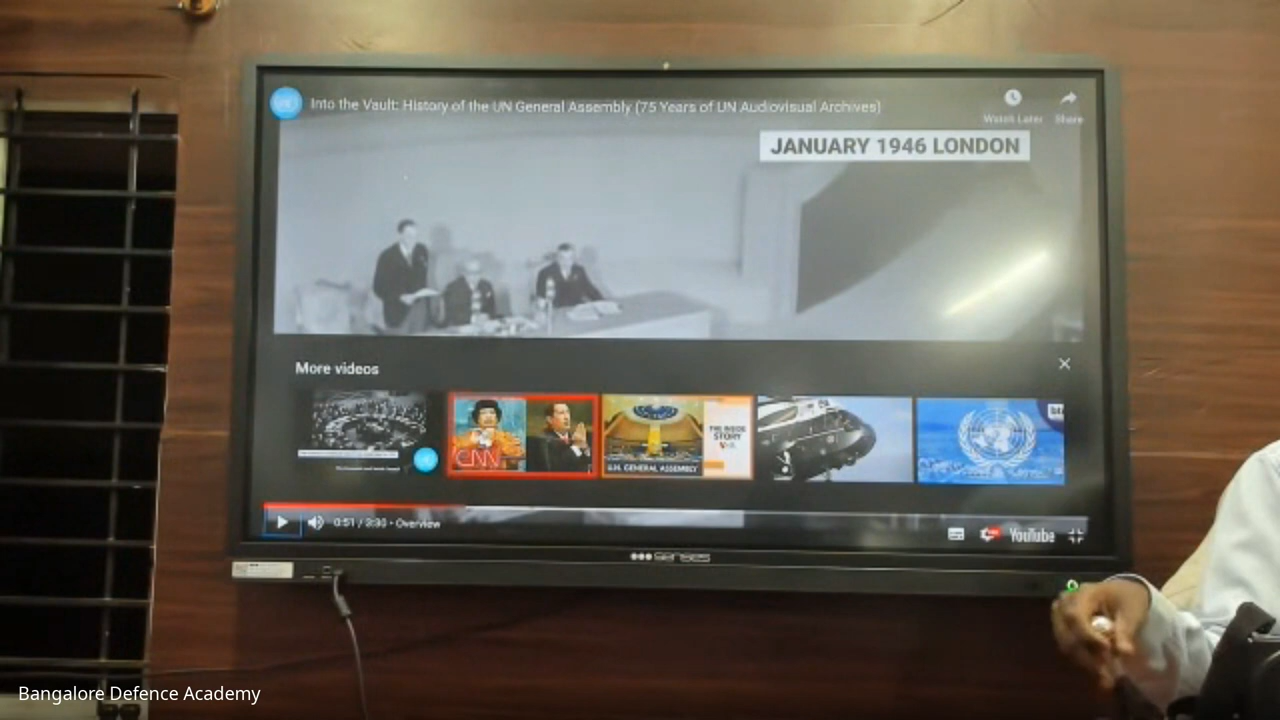 Into the Vault: History of the UN General Assembly (75 Years of UN Audiovisual Archives)
Watch Later
Share
JANUARY 1946 LONDON
More videos
CNN
THE INSIDE
STORY
U.N. GENERAL ASSEMBLY
0:51 / 3:30 • Overview
YouTube
Bangalore Defence Academy